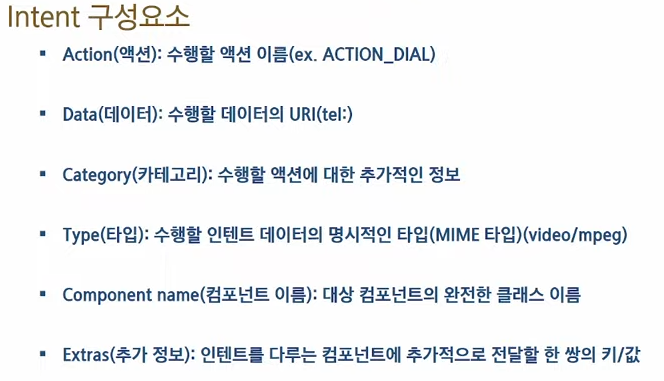 Intent 구성요소
▪ Action(액션): 수행할 액션 이름(ex. ACTION_DIAL)
▪ Data(데이터): 수행할 데이터의 URI(tel:)
▪ Category(카테고리): 수행할 액션에 대한 추가적인 정보
▪ Type(타입): 수행할 인텐트 데이터의 명시적인 타입(MIME 타입)(video/mpeg)
▪ Component name(컴포넌트 이름): 대상 컴포넌트의 완전한 클래스 이름
▪ Extras(추가 정보): 인텐트를 다루는 컴포넌트에 추가적으로 전달할 한 쌍의 키/값